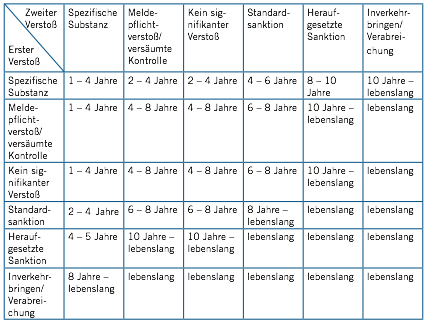 Zweiter
Verstoß
Erster
Verstoß
Spezifische
Substanz
Melde-
pflicht-
verstoß/
versäumte
Kontrolle
Kein sig-
nifikanter
Verstoß
Standard-
sanktion
Herauf-
gesetzte
Sanktion
Inverkehr-
bringen/
Verabrei-
chung
Spezifische
Substanz
1 – 4 Jahre
2 – 4 Jahre
2 – 4 Jahre
4 – 6 Jahre
8 – 10
Jahre
10 Jahre –
lebenslang
Melde-
pflicht-
verstoß/
versäumte
Kontrolle
1 – 4 Jahre
4 – 8 Jahre
4 – 8 Jahre
6 – 8 Jahre
10 Jahre –
lebenslang
lebenslang
Kein sig-
nifikanter
Verstoß
1 – 4 Jahre
4 – 8 Jahre
4 – 8 Jahre
6 – 8 Jahre
10 Jahre –
lebenslang
lebenslang
Standard-
sanktion
2 – 4 Jahre
6 – 8 Jahre
6 – 8 Jahre
8 Jahre –
lebenslang
lebenslang
lebenslang
Herauf-
gesetzte
Sanktion
4 – 5 Jahre
10 Jahre –
lebenslang
10 Jahre –
lebenslang
lebenslang
lebenslang
lebenslang
Inverkehr-
bringen/
Verabrei-
chung
8 Jahre –
lebenslang
lebenslang
lebenslang
lebenslang
lebenslang
lebenslang